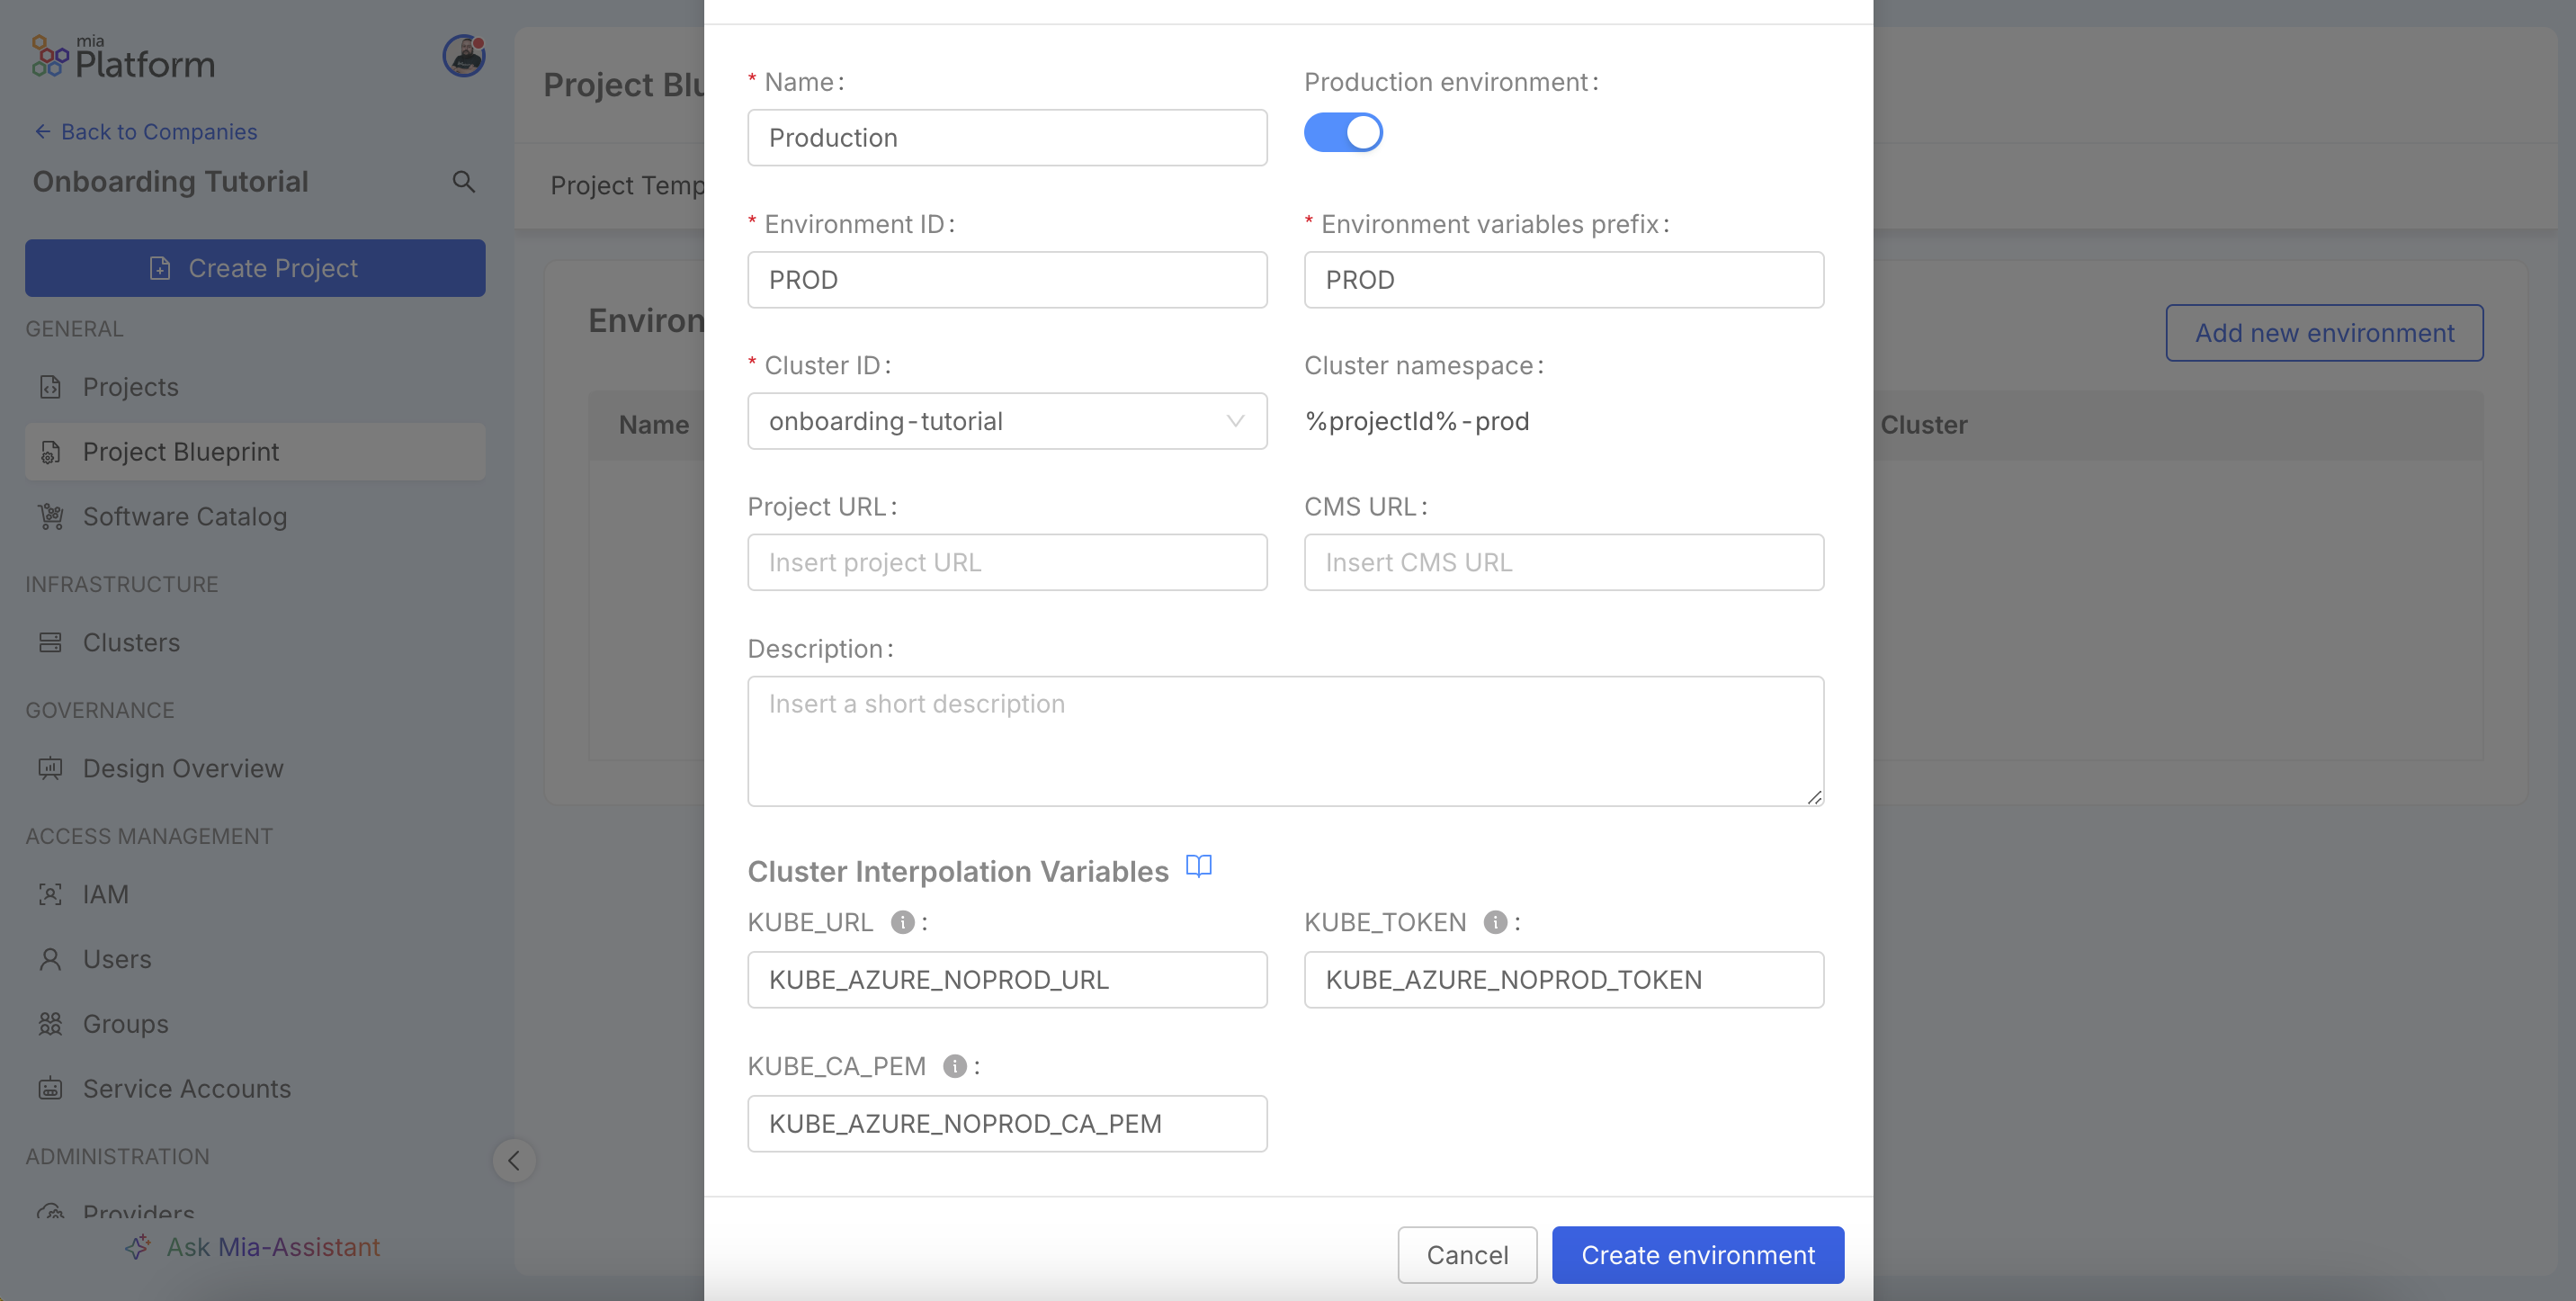 mia
Platform
Back to Companies
Onboarding Tutorial
Create Project
GENERAL
Projects
Project Blueprint
Software Catalog
INFRASTRUCTURE
Clusters
GOVERNANCE
Design Overview
ACCESS MANAGEMENT
IAM
Users
Groups
Service Accounts
ADMINISTRATION
Providers
Ask Mia-Assistant
Project Blu
Project Temp
Environ
Add new environment
Name
Cluster
* Name:
Production
Production environment:
* Environment ID:
PROD
* Environment variables prefix:
PROD
* Cluster ID:
onboarding-tutorial
Cluster namespace:
%projectId%-prod
Project URL:
Insert project URL
CMS URL:
Insert CMS URL
Description:
Insert a short description
Cluster Interpolation Variables
KUBE_URL :
KUBE_AZURE_NOPROD_URL
KUBE_TOKEN :
KUBE_AZURE_NOPROD_TOKEN
KUBE_CA_PEM :
KUBE_AZURE_NOPROD_CA_PEM
Cancel
Create environment